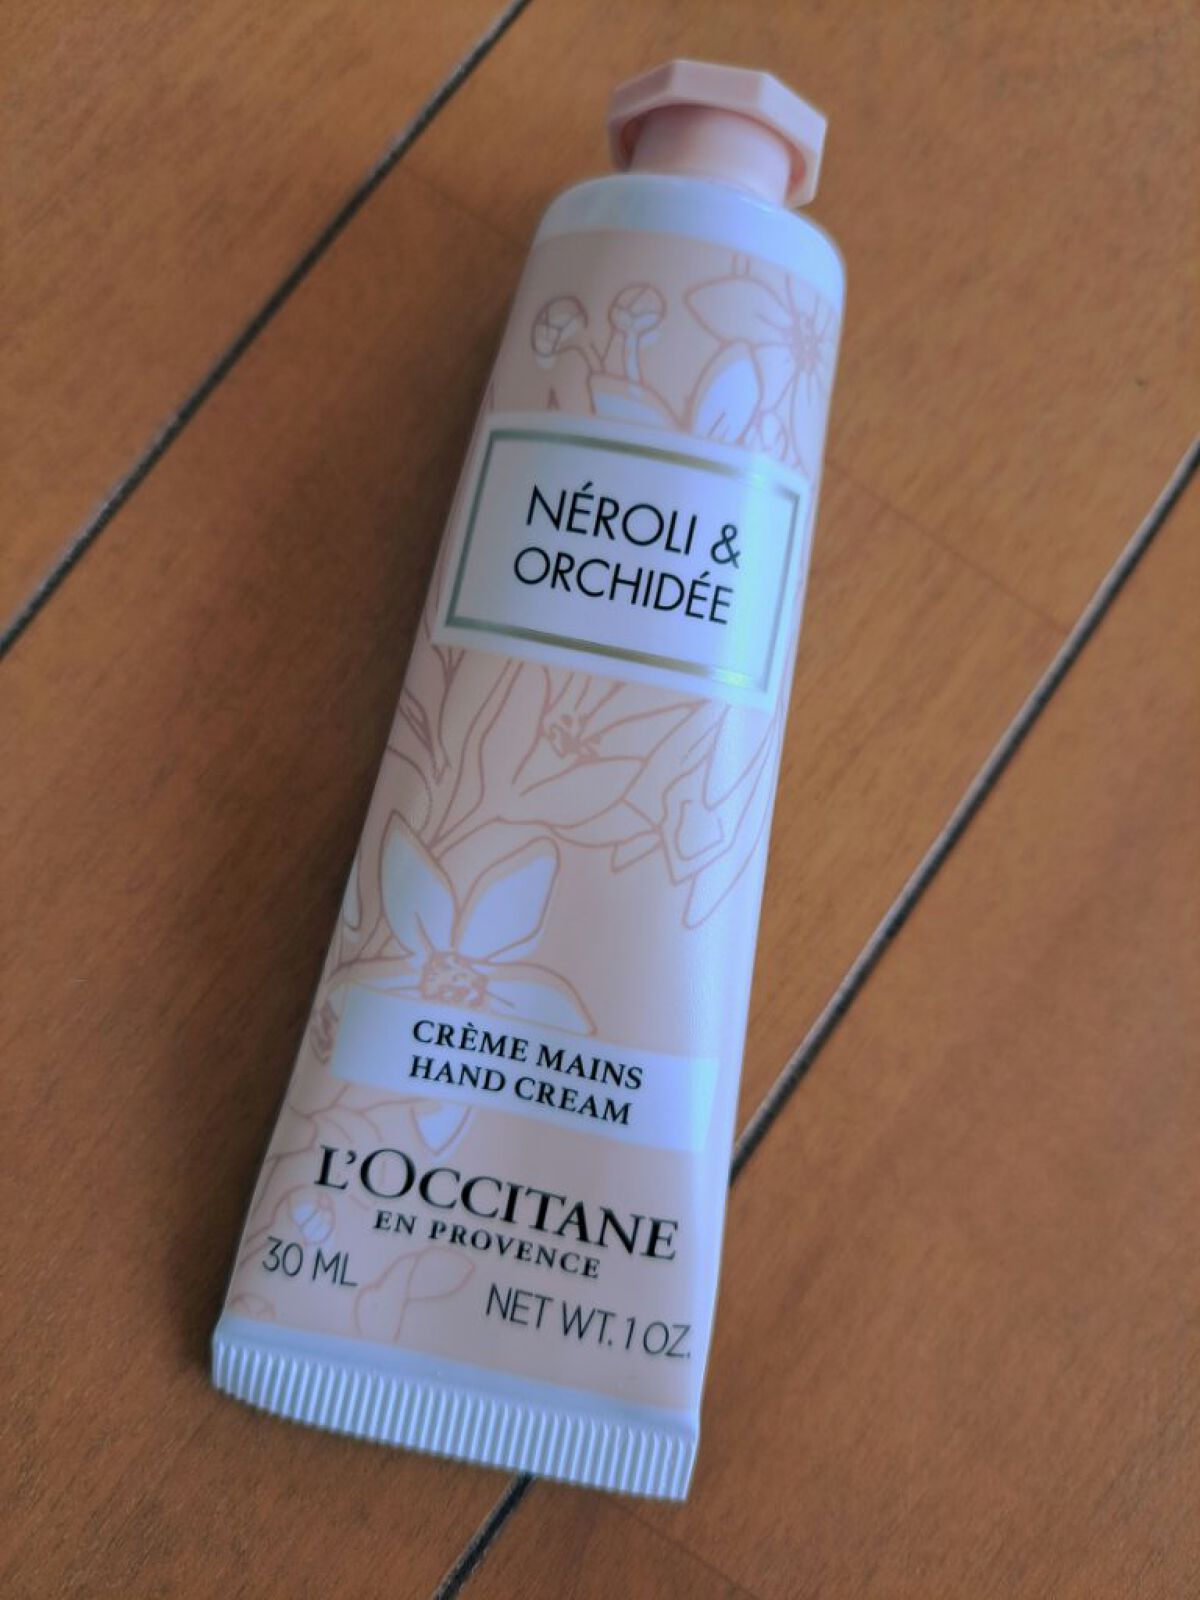 NÉROLI &
ORCHIDÉE
CRÈME MAINS
HAND CREAM
L'OCCITANE
EN PROVENCE
30 ML
NET WT. 1 OZ.